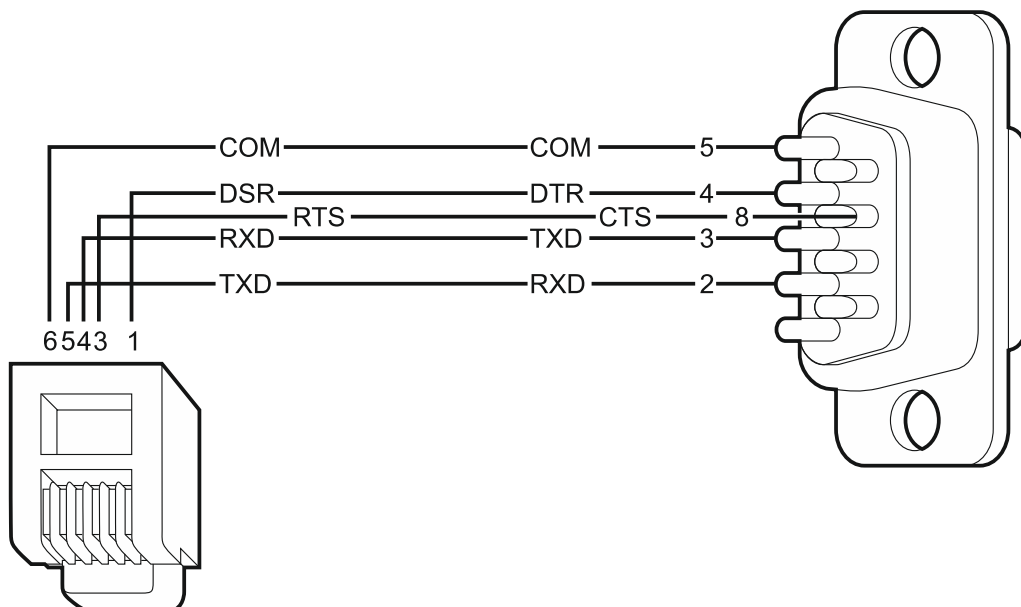 COM COM 5
DSR DTR 4
RTS CTS 8
RXD TXD 3
TXD RXD 2
6543 1